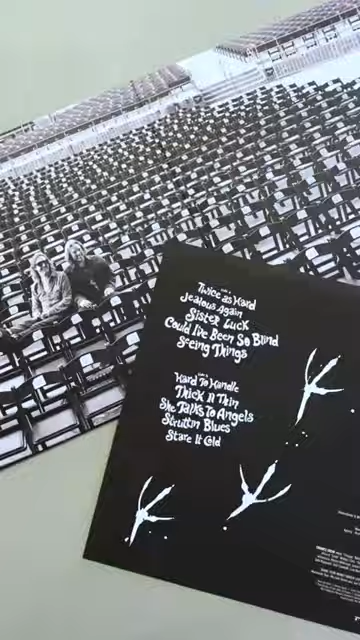 Twice as Hard
Jealous Again
Sister Luck
Could I've Been So Blind
Seeing Things
Hard To Handle
Thick N Thin
She Talks To Angels
Struttin Blues
Stare It Cold